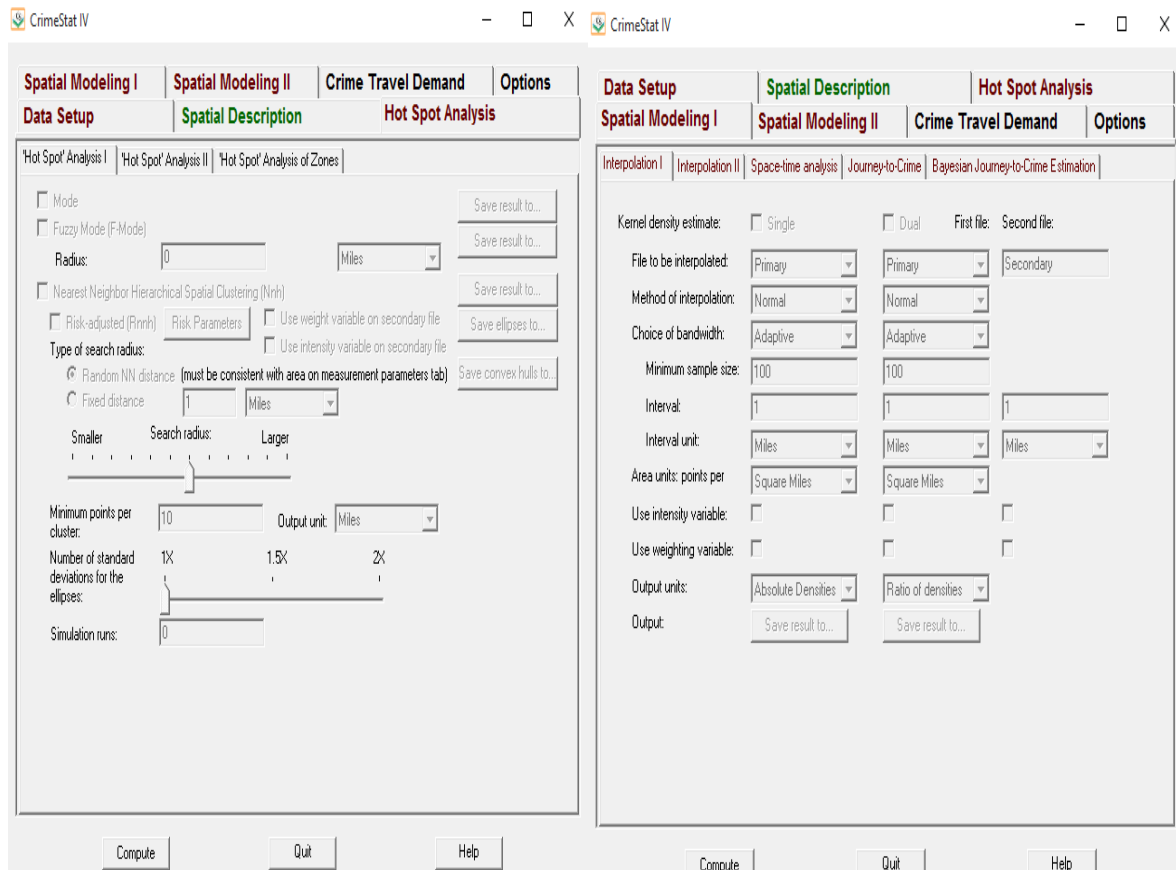 CrimeStat IV
Spatial Modeling I Spatial Modeling II Crime Travel Demand Options
Data Setup Spatial Description Hot Spot Analysis
'Hot Spot' Analysis I 'Hot Spot' Analysis II 'Hot Spot' Analysis of Zones
Mode Save result to...
Fuzzy Mode (F-Mode) Save result to...
Radius: 0 Miles
Nearest Neighbor Hierarchical Spatial Clustering (Nnh) Save result to...
Risk-adjusted (Rnnh) Risk Parameters Use weight variable on secondary file Save ellipses to...
Use intensity variable on secondary file
Type of search radius:
Random NN distance (must be consistent with area on measurement parameters tab) Save convex hulls to...
Fixed distance 1 Miles
Smaller Search radius: Larger
Minimum points per cluster: 10 Output unit: Miles
Number of standard deviations for the ellipses: 1X 1.5X 2X
Simulation runs: 0
Compute Quit Help
CrimeStat IV
Data Setup Spatial Description Hot Spot Analysis
Spatial Modeling I Spatial Modeling II Crime Travel Demand Options
Interpolation I Interpolation II Space-time analysis Journey-to-Crime Bayesian Journey-to-Crime Estimation
Kernel density estimate: Single Dual First file: Second file:
File to be interpolated: Primary Primary Secondary
Method of interpolation: Normal Normal
Choice of bandwidth: Adaptive Adaptive
Minimum sample size: 100 100
Interval: 1 1 1
Interval unit: Miles Miles Miles
Area units: points per Square Miles Square Miles
Use intensity variable:
Use weighting variable:
Output units: Absolute Densities Ratio of densities
Output: Save result to... Save result to...
Compute Quit Help